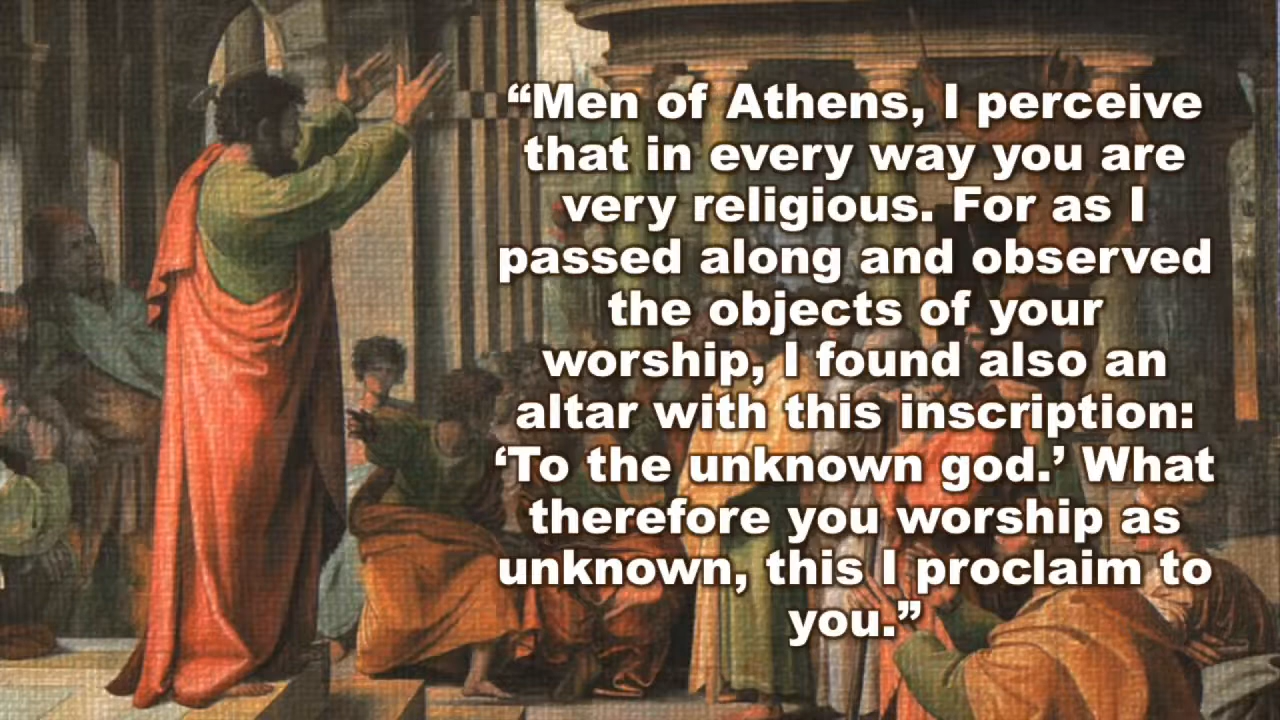 “Men of Athens, I perceive
that in every way you are
very religious. For as I
passed along and observed
the objects of your
worship, I found also an
altar with this inscription:
‘To the unknown god.’ What
therefore you worship as
unknown, this I proclaim to
you.”